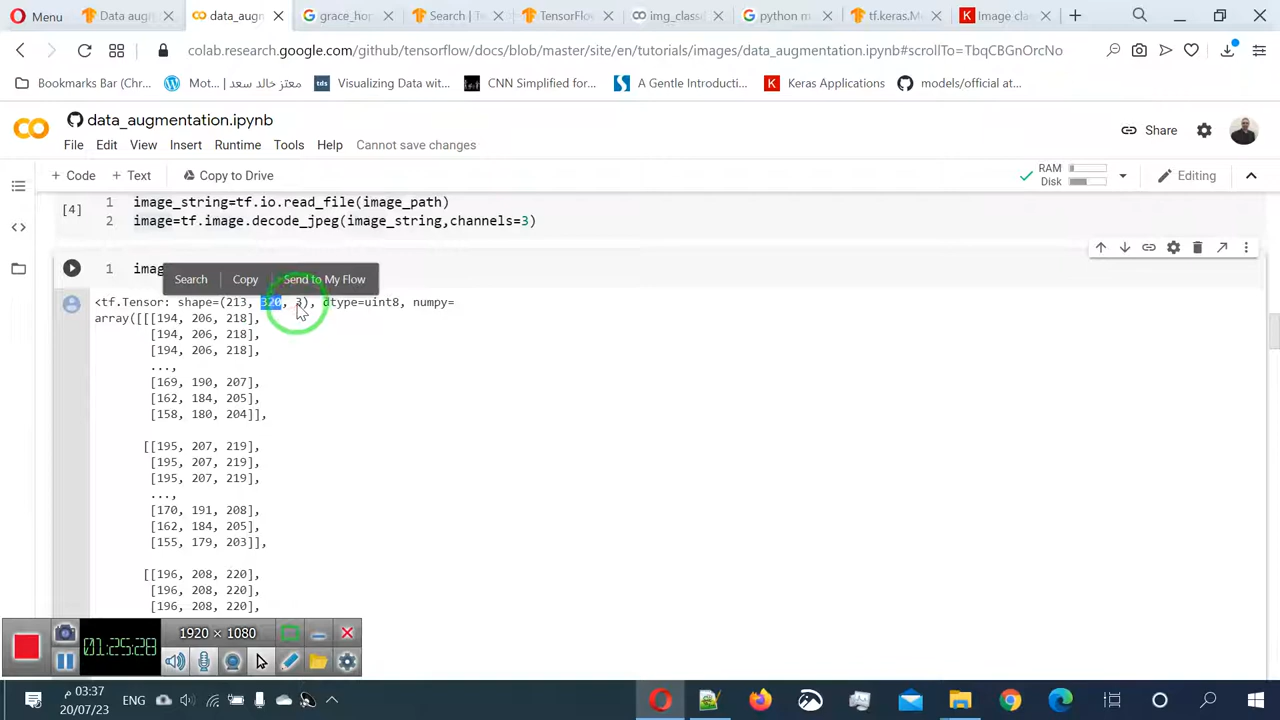 Menu
Data aug
data_augm
grace_hor
Search | T
TensorFlo
img_classi
python m
tf.keras.M
Image cla
colab.research.google.com/github/tensorflow/docs/blob/master/site/en/tutorials/images/data_augmentation.ipynb#scrollTo=TbqCBGnOrcNo
Bookmarks Bar (Chr...
Mot... | معتز خالد سعد
tds Visualizing Data wit...
CNN Simplified for...
A Gentle Introducti...
Keras Applications
models/official at...
data_augmentation.ipynb
Share
File Edit View Insert Runtime Tools Help Cannot save changes
+ Code + Text Copy to Drive
RAM
Disk
Editing
[4] 1 image_string=tf.io.read_file(image_path)
2 image=tf.image.decode_jpeg(image_string,channels=3)
1 imag
Search Copy Send to My Flow
<tf.Tensor: shape=(213, 320, 3), dtype=uint8, numpy=
array([[[194, 206, 218],
[194, 206, 218],
[194, 206, 218],
...,
[169, 190, 207],
[162, 184, 205],
[158, 180, 204]],
[[195, 207, 219],
[195, 207, 219],
[195, 207, 219],
...,
[170, 191, 208],
[162, 184, 205],
[155, 179, 203]],
[[196, 208, 220],
[196, 208, 220],
[196, 208, 220],
1920 × 1080
01:25:28
03:37 م
20/07/23
ENG